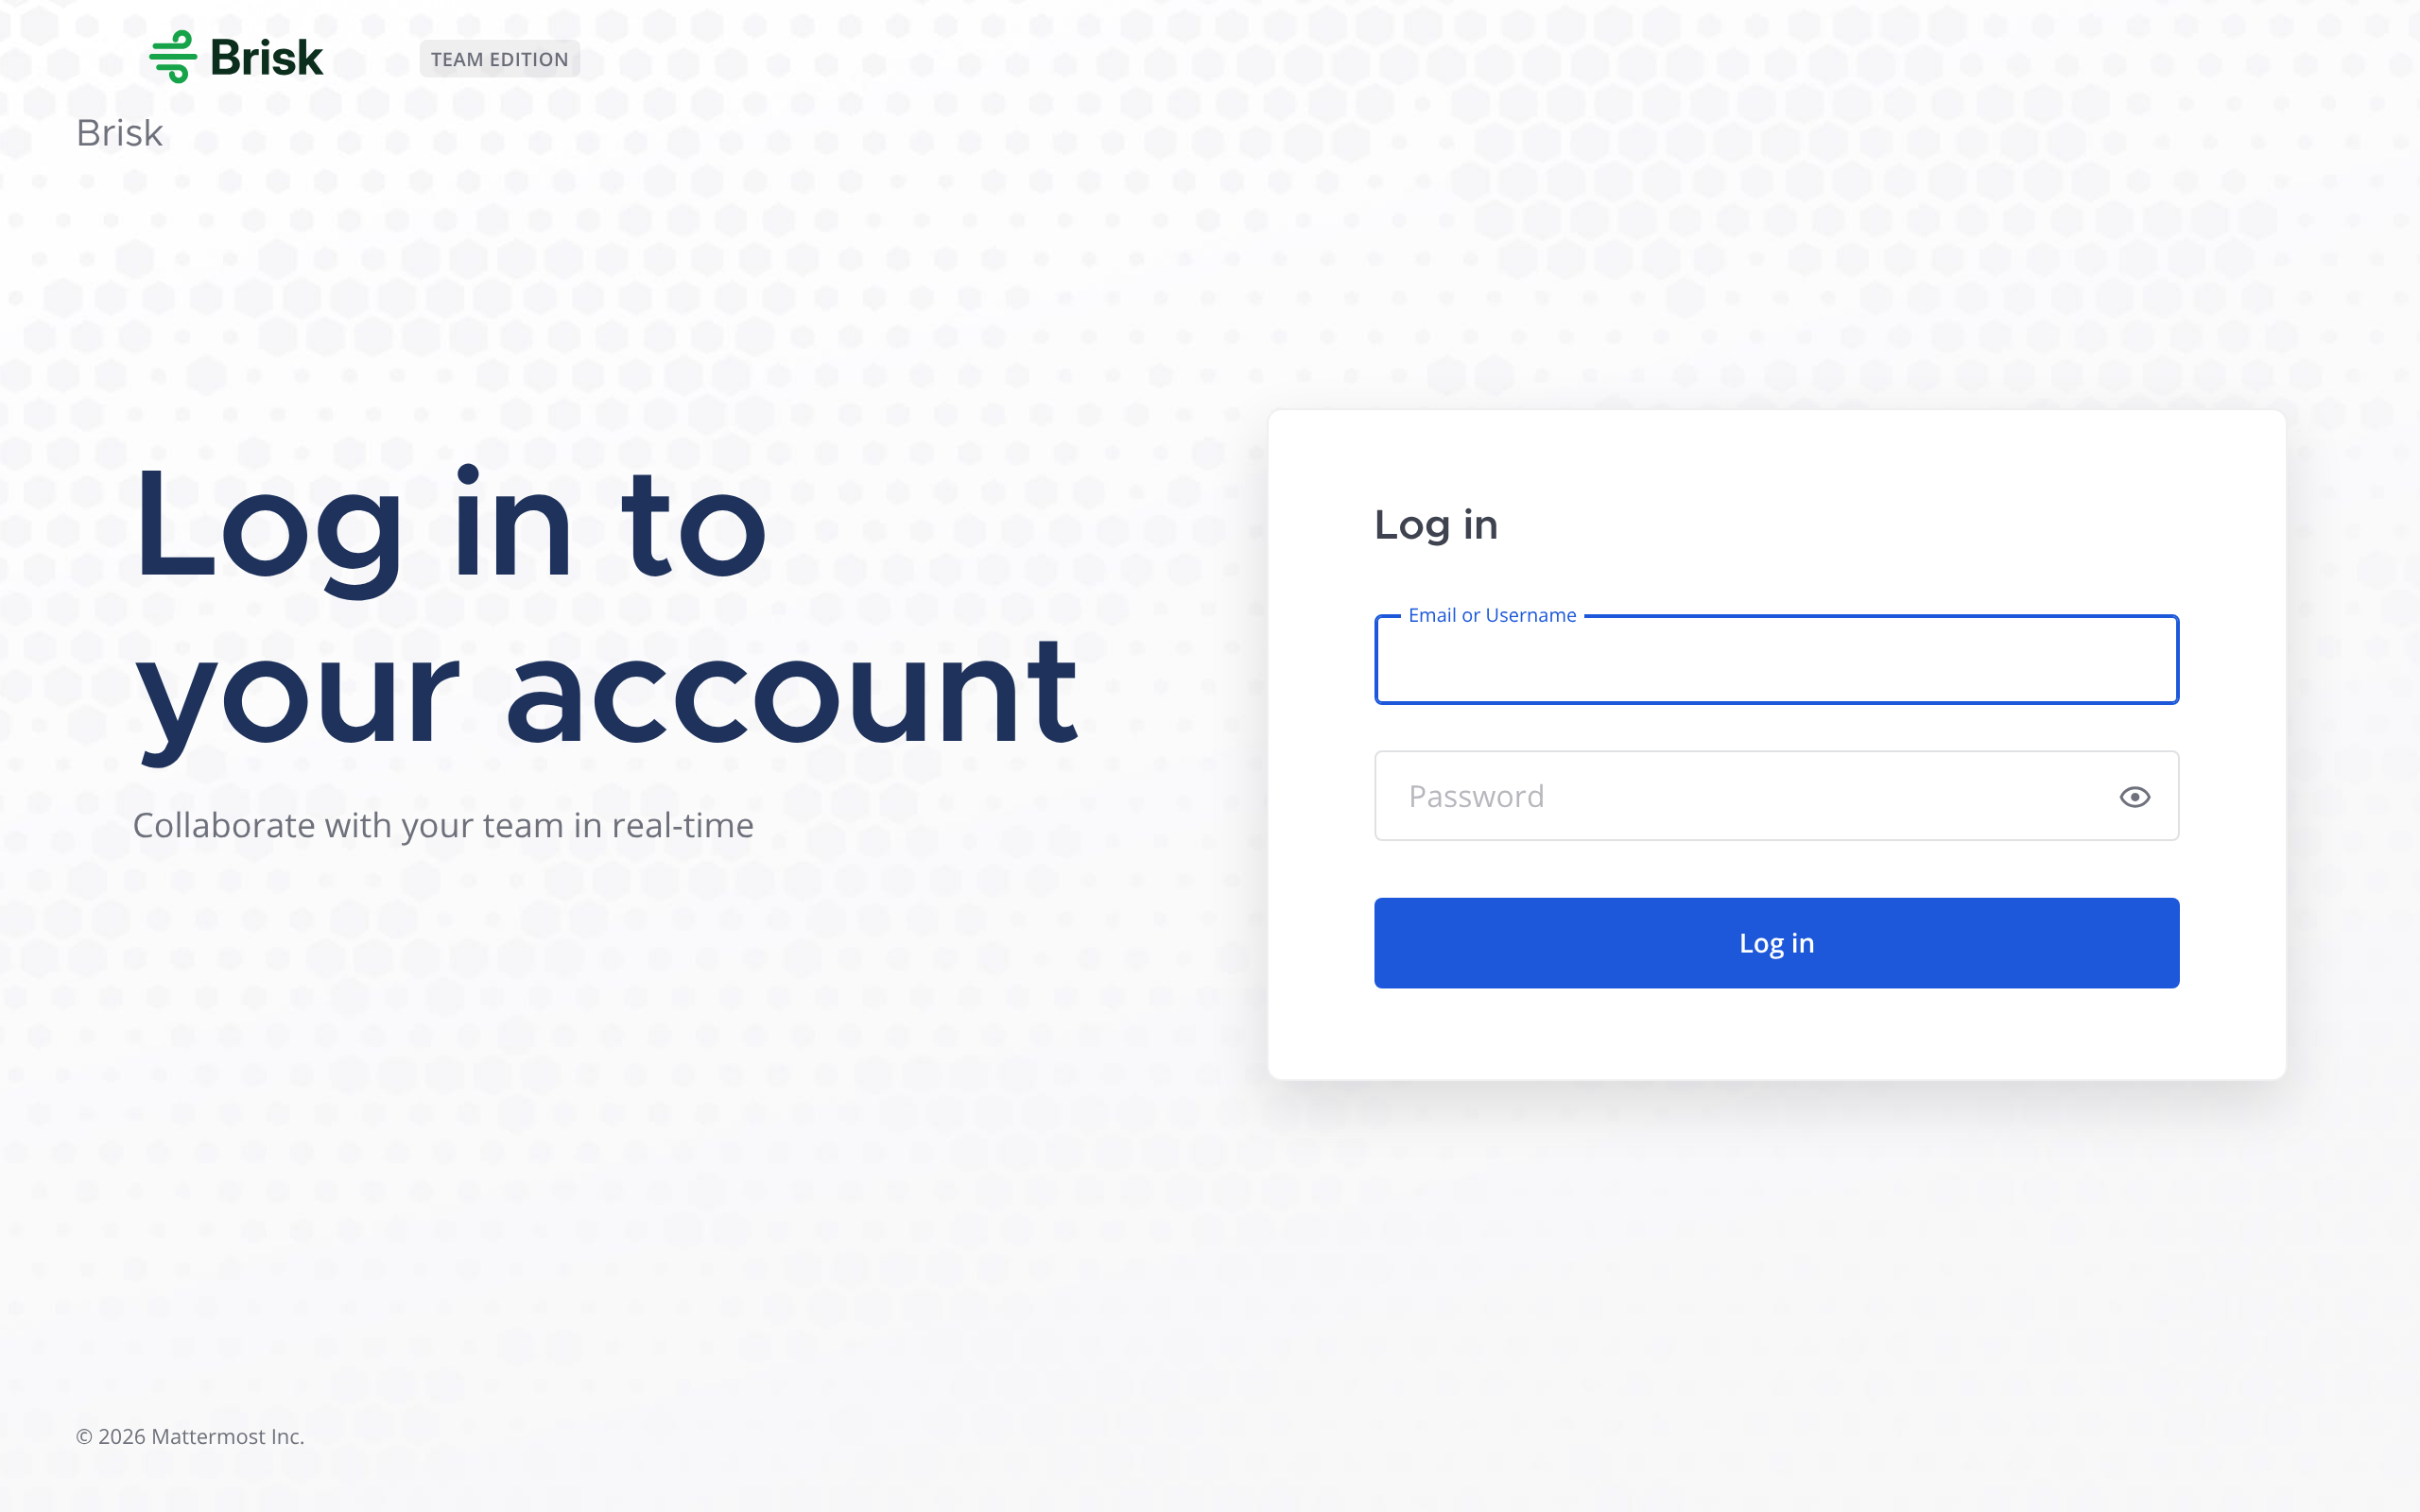 Brisk
TEAM EDITION
Brisk
Log in to
your account
Collaborate with your team in real-time
Log in
Email or Username
Password
Log in
© 2026 Mattermost Inc.